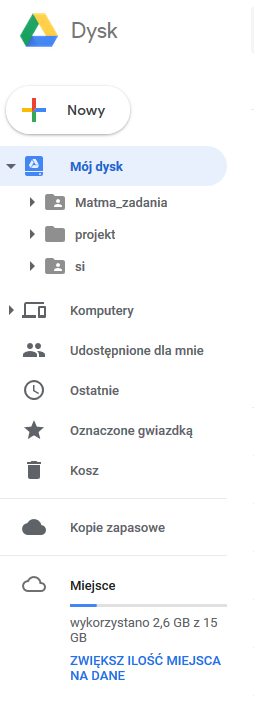 Dysk
Nowy
Mój dysk
Matma_zadania
projekt
si
Komputery
Udostępnione dla mnie
Ostatnie
Oznaczone gwiazdką
Kosz
Kopie zapasowe
Miejsce
wykorzystano 2,6 GB z 15
GB
ZWIĘKSZ ILOŚĆ MIEJSCA
NA DANE